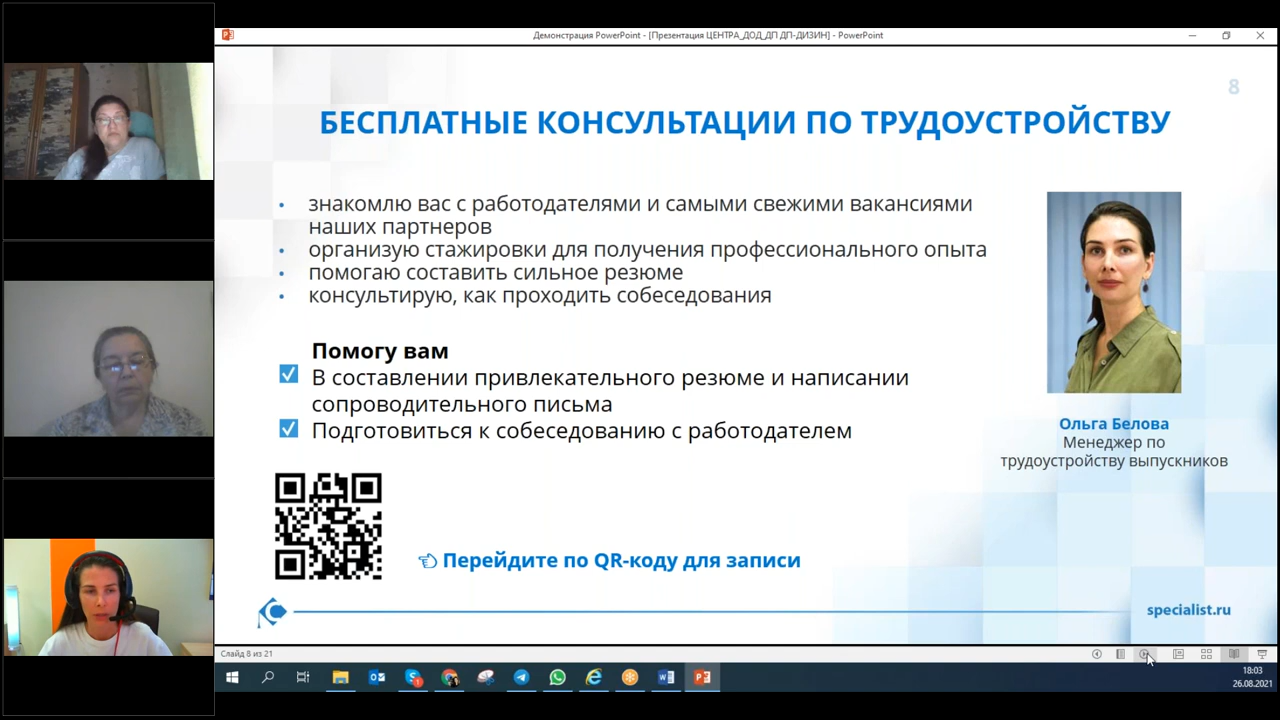 Демонстрация PowerPoint - [Презентация ЦЕНТРА_ДОД_ДП ДП-ДИЗИН] - PowerPoint
8
БЕСПЛАТНЫЕ КОНСУЛЬТАЦИИ ПО ТРУДОУСТРОЙСТВУ
• знакомлю вас с работодателями и самыми свежими вакансиями
наших партнеров
• организую стажировки для получения профессионального опыта
• помогаю составить сильное резюме
• консультирую, как проходить собеседования
Помогу вам
В составлении привлекательного резюме и написании
сопроводительного письма
Подготовиться к собеседованию с работодателем
Ольга Белова
Менеджер по
трудоустройству выпускников
Перейдите по QR-коду для записи
specialist.ru
Слайд 8 из 21
18:03
26.08.2021